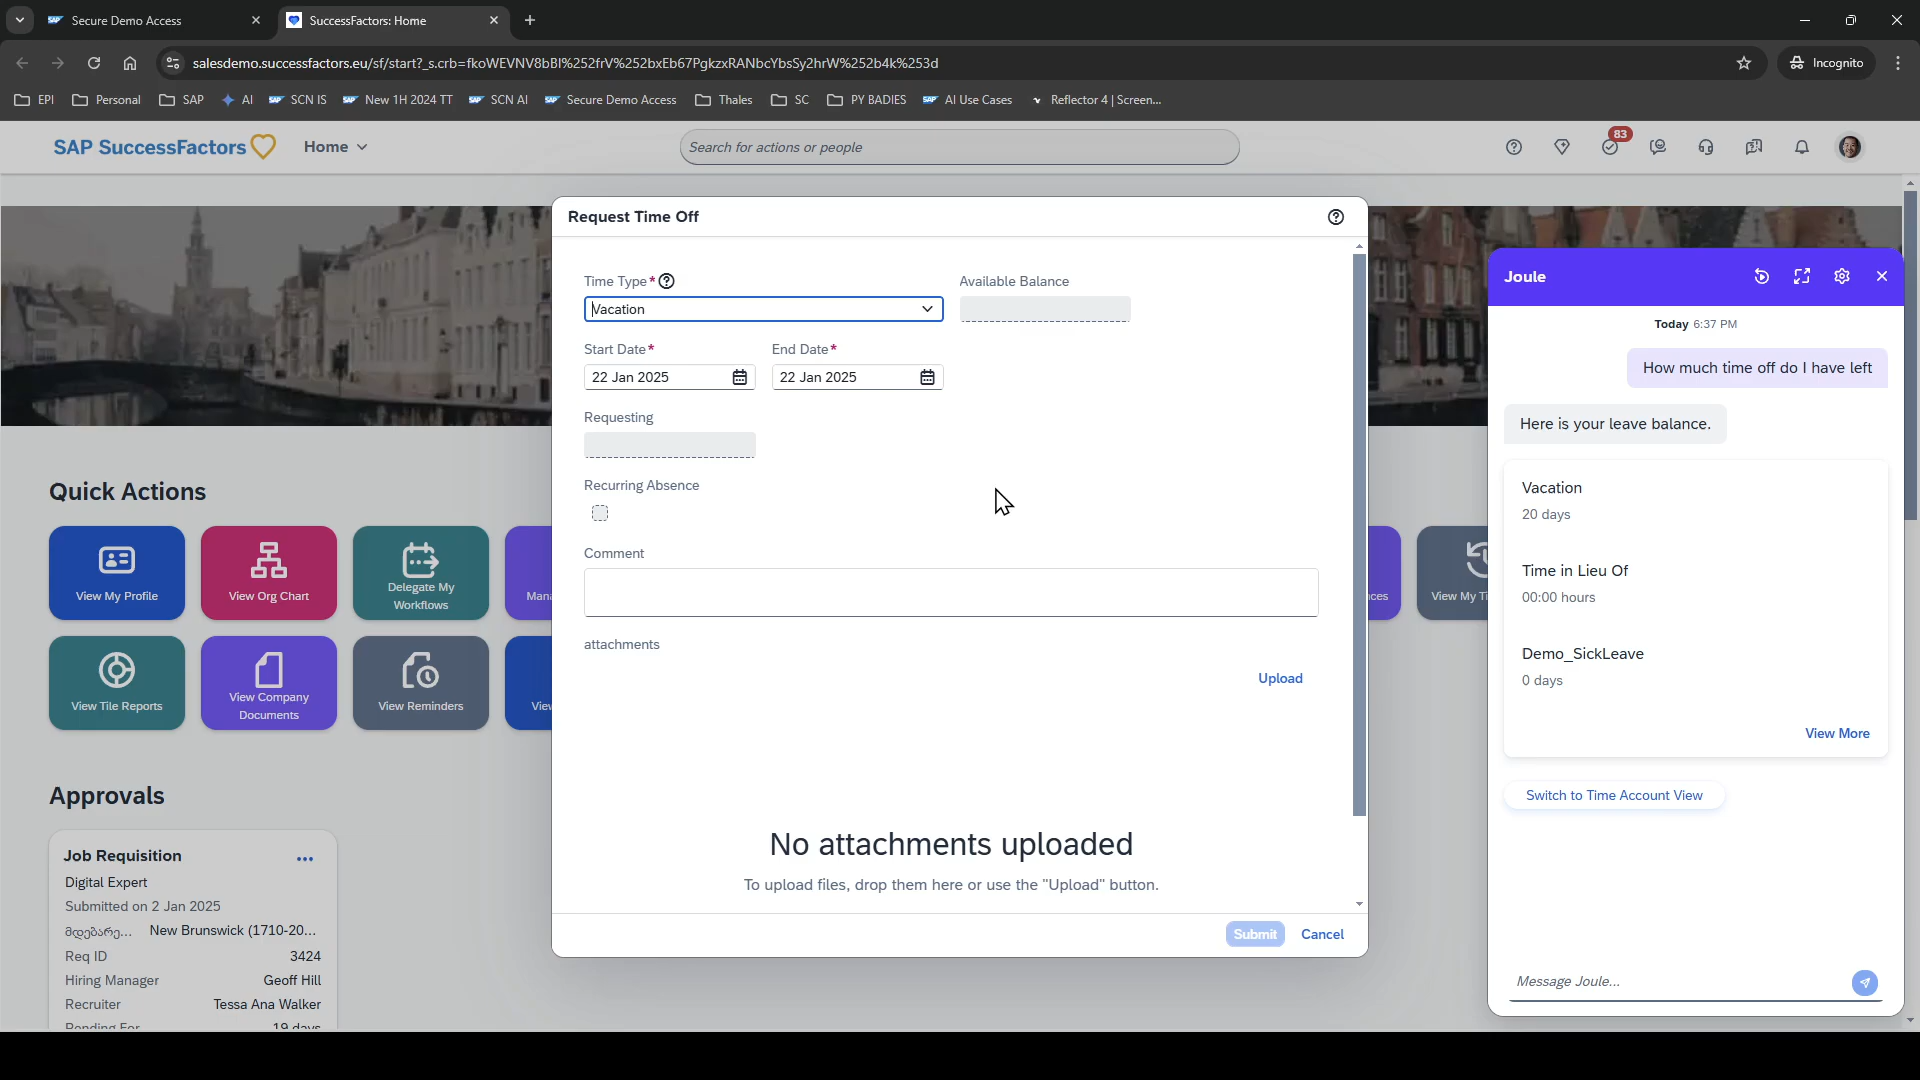 Secure Demo Access
SuccessFactors: Home
salesdemo.successfactors.eu/sf/start?_s.crb=fkoWEVNV8bBl%252frV%252bxEb67PgkzxRANbcYbsSy2hrW%252b4k%253d
Incognito
EPI
Personal
SAP
AI
SCN IS
New 1H 2024 TT
SCN AI
Secure Demo Access
Thales
SC
PY BADIES
AI Use Cases
Reflector 4 | Screen...
SAP SuccessFactors
Home
Search for actions or people
83
Request Time Off
Time Type*
Available Balance
Vacation
Start Date*
End Date*
22 Jan 2025
22 Jan 2025
Requesting
Recurring Absence
Comment
attachments
Upload
No attachments uploaded
To upload files, drop them here or use the "Upload" button.
Submit
Cancel
Quick Actions
View My Profile
View Org Chart
Delegate My
Workflows
View Tile Reports
View Company
Documents
View Reminders
Approvals
Job Requisition
Digital Expert
Submitted on 2 Jan 2025
New Brunswick (1710-20...
Req ID
3424
Hiring Manager
Geoff Hill
Recruiter
Tessa Ana Walker
Pending For
19 days
Joule
Today 6:37 PM
How much time off do I have left
Here is your leave balance.
Vacation
20 days
Time in Lieu Of
00:00 hours
Demo_SickLeave
0 days
View More
Switch to Time Account View
Message Joule...